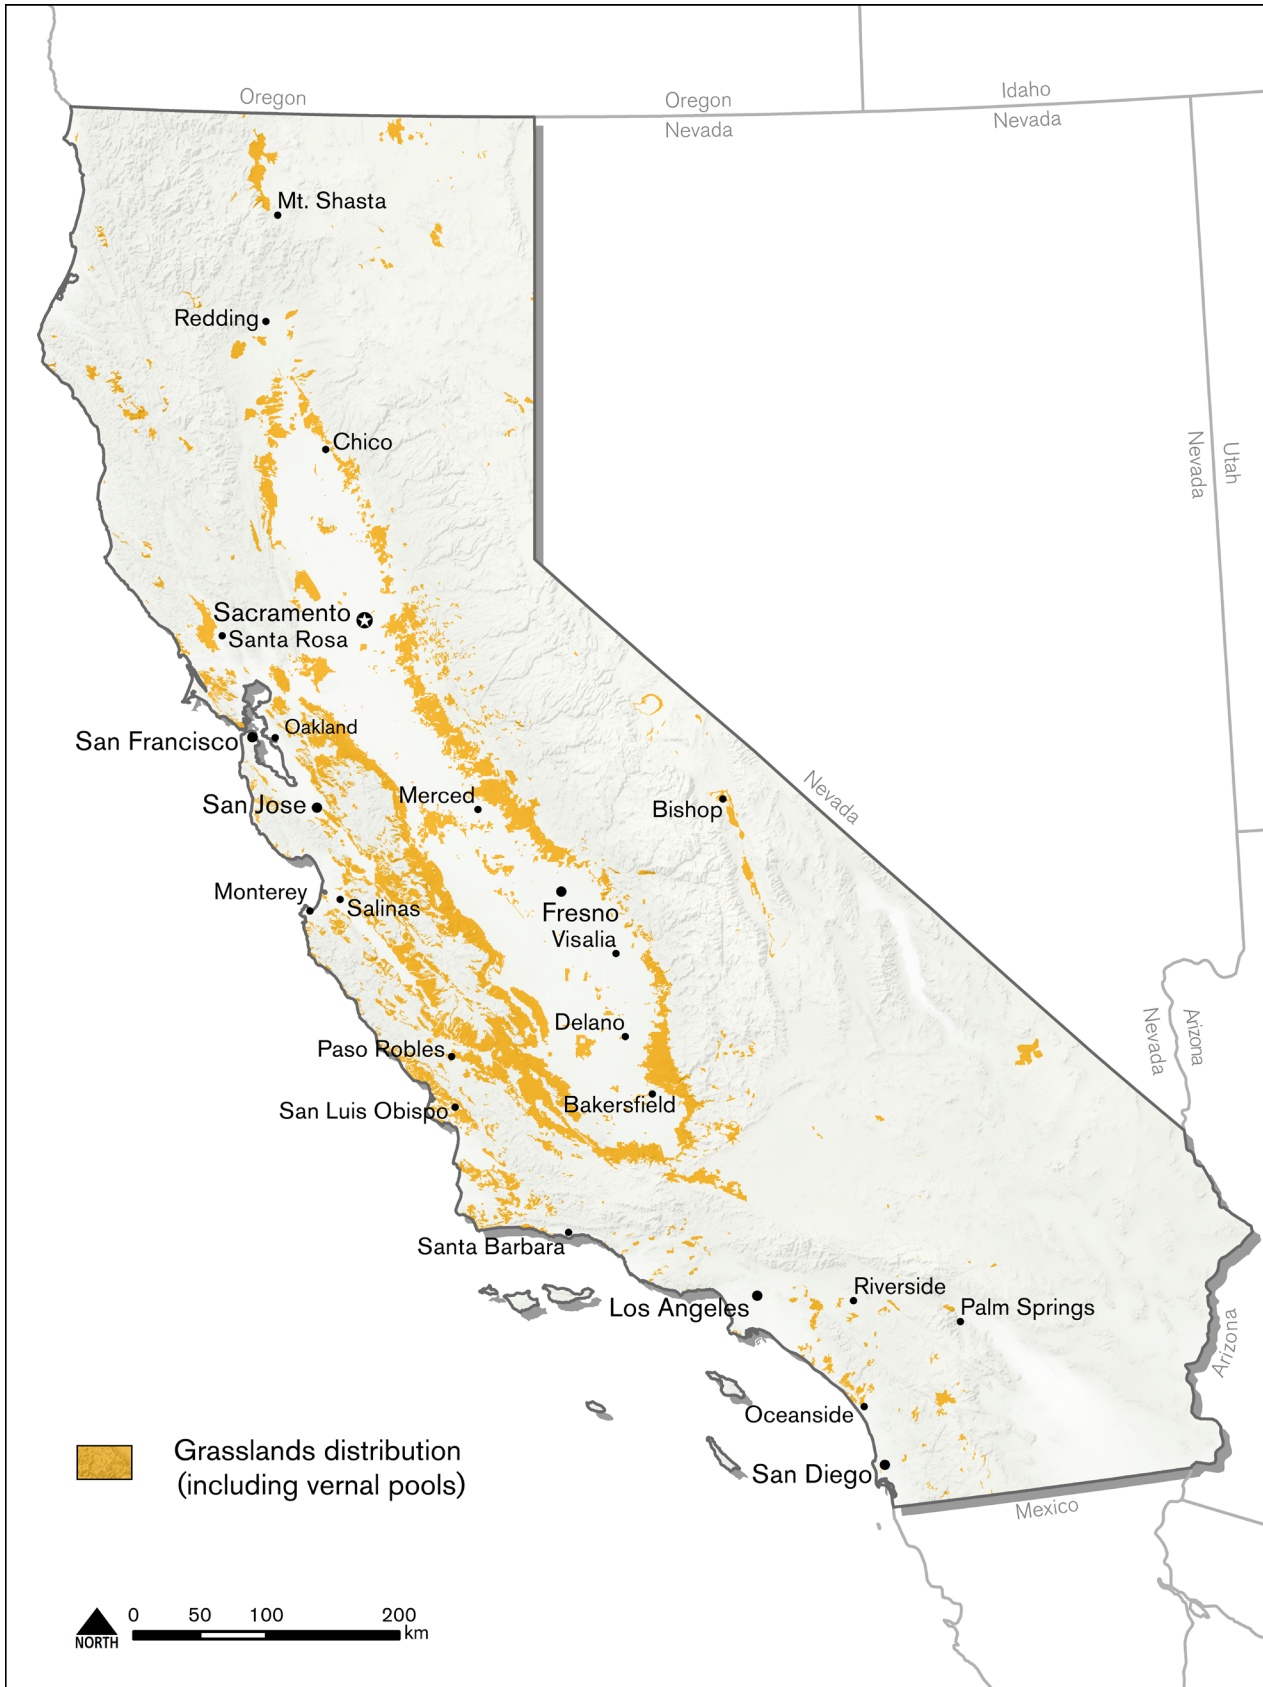 Oregon
Oregon
Idaho
Nevada
Nevada
Mt. Shasta
Redding
Chico
Nevada
Utah
Sacramento
Santa Rosa
Oakland
San Francisco
San Jose
Merced
Bishop
Nevada
Monterey
Salinas
Fresno
Visalia
Delano
Nevada
Arizona
Paso Robles
San Luis Obispo
Bakersfield
Santa Barbara
Los Angeles
Riverside
Palm Springs
Arizona
Oceanside
San Diego
Mexico
Grasslands distribution
(including vernal pools)
NORTH
0 50 100 200
km